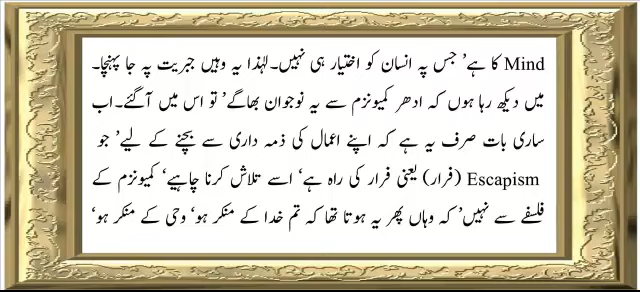 Mind کا ہے’ جس پہ انسان کو اختیار ہی نہیں۔ لہٰذا یہ وہیں جبریت پہ جا پہنچا۔
میں دیکھ رہا ہوں کہ ادھر کمیونزم سے یہ نوجوان بھاگے’ تو اس میں آگئے۔ اب
ساری بات صرف یہ ہے کہ اپنے اعمال کی ذمہ داری سے بچنے کے لیے’ جو
Escapism (فرار) یعنی فرار کی راہ ہے‘ اسے تلاش کرنا چاہیے‘ کمیونزم کے
فلسفے سے نہیں’ کہ وہاں پھر یہ ہوتا تھا کہ تم خدا کے منکر ہو‘ وحی کے منکر ہو‘